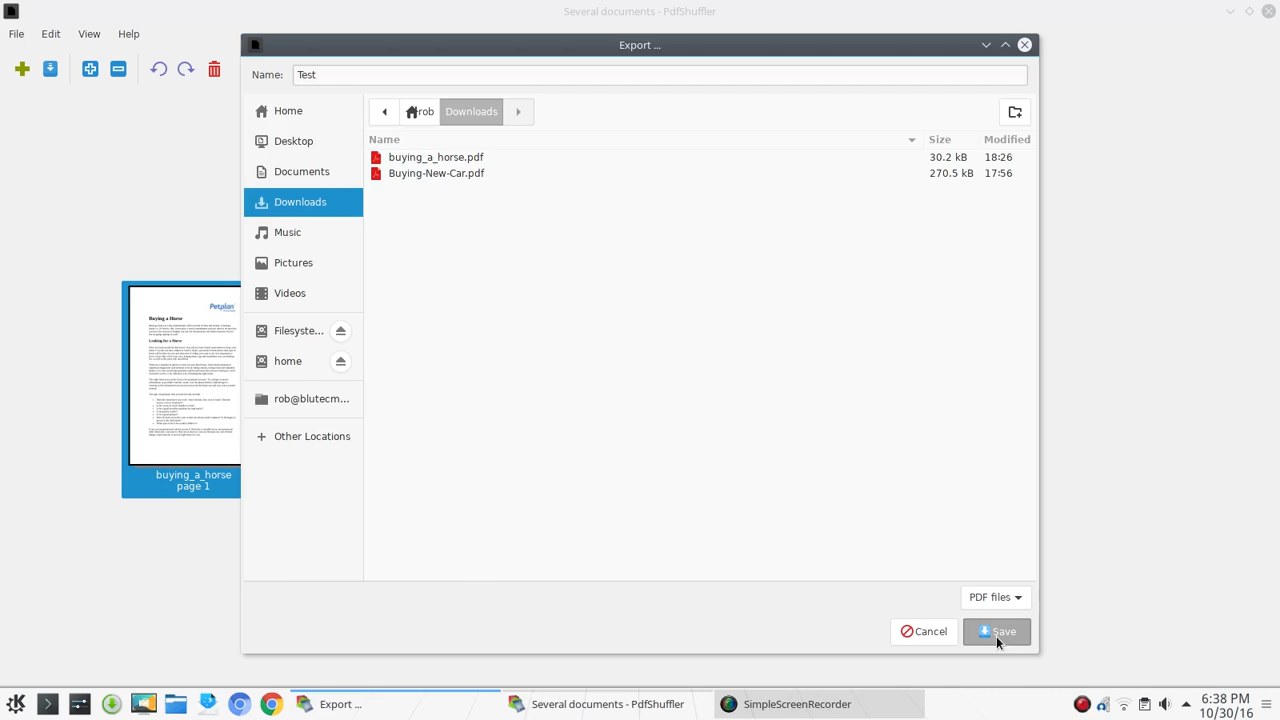 Several documents - PdfShuffler
File Edit View Help
Export ...
Name: Test
Home
Desktop
Documents
Downloads
Music
Pictures
Videos
Filesyste...
home
rob@blutecm...
Other Locations
rob Downloads
Name Size Modified
buying_a_horse.pdf 30.2 kB 18:26
Buying-New-Car.pdf 270.5 kB 17:56
PDF files
Cancel Save
Petplan
Buying a Horse
Looking for a Horse
buying_a_horse
page 1
Export ... Several documents - PdfShuffler SimpleScreenRecorder
6:38 PM
10/30/16